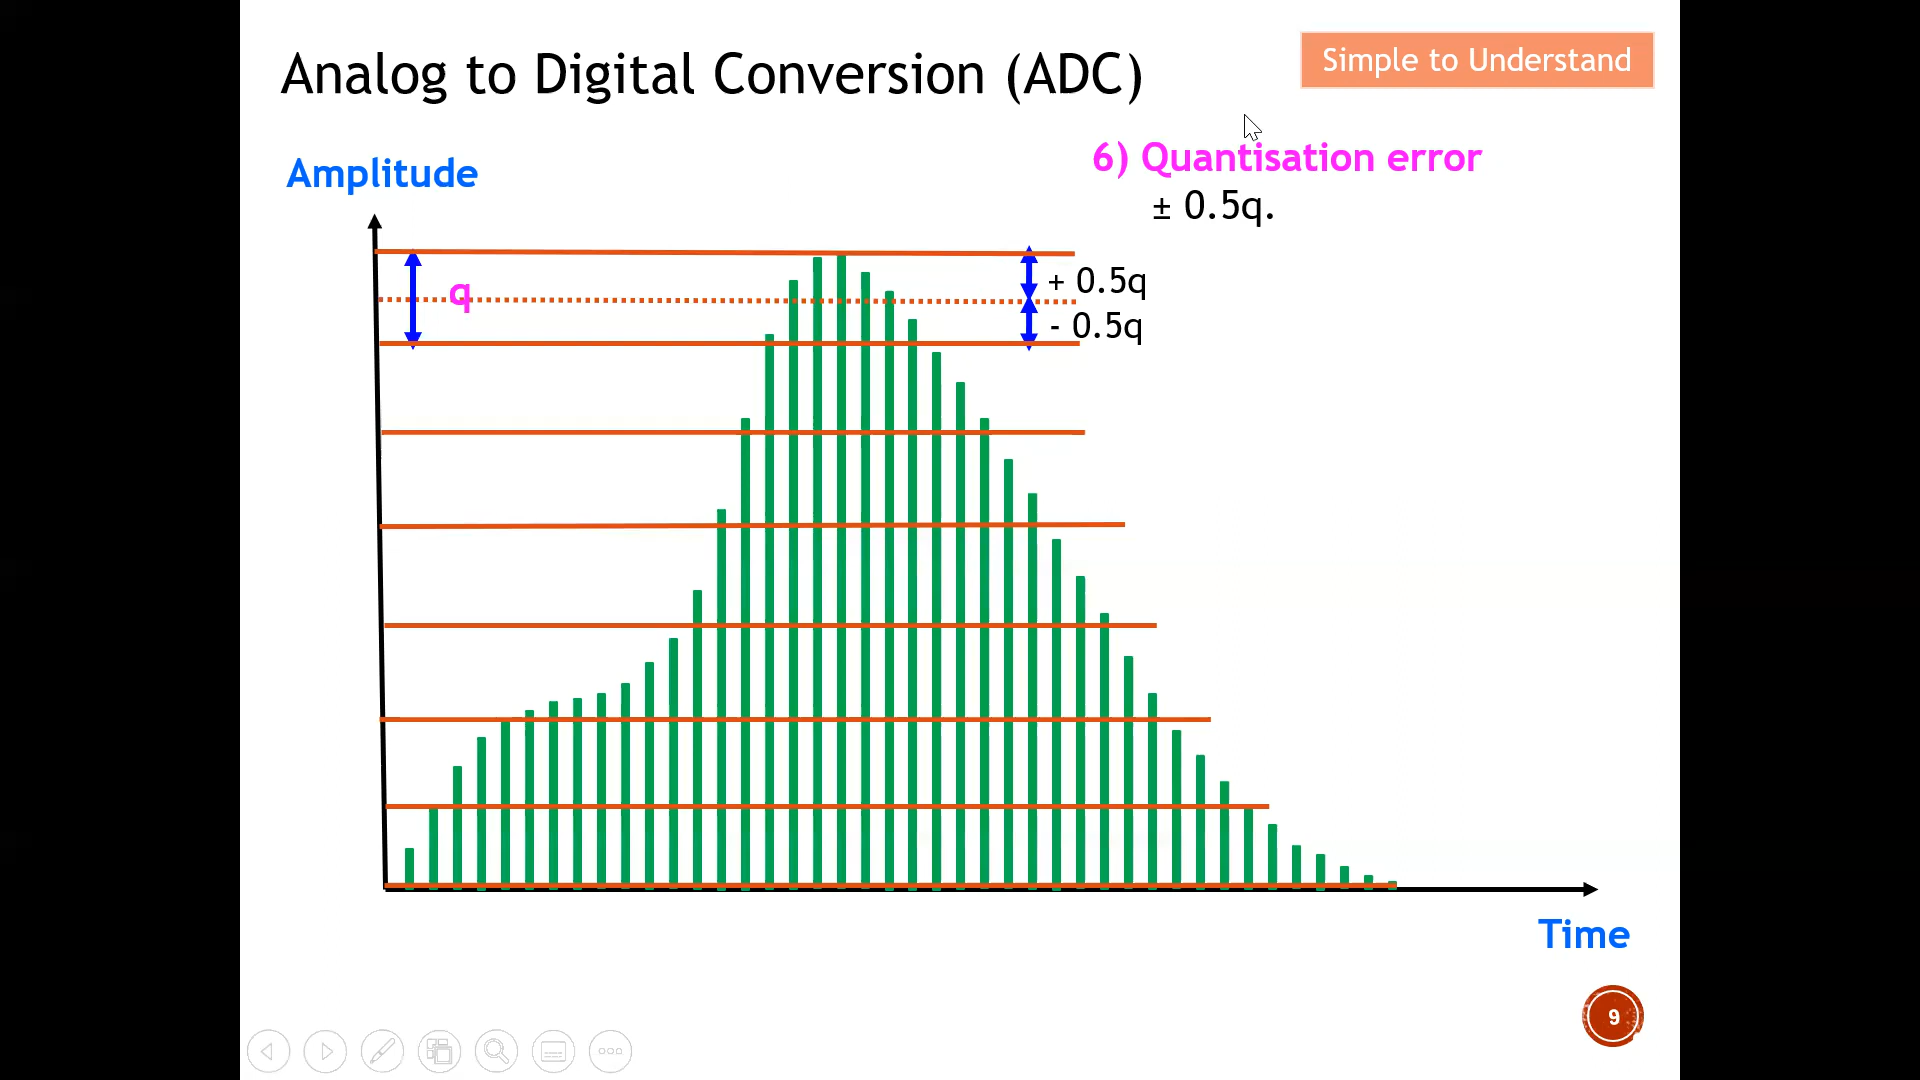 Analog to Digital Conversion (ADC)
Simple to Understand
6) Quantisation error
± 0.5q.
Amplitude
q
+ 0.5q
- 0.5q
Time
9